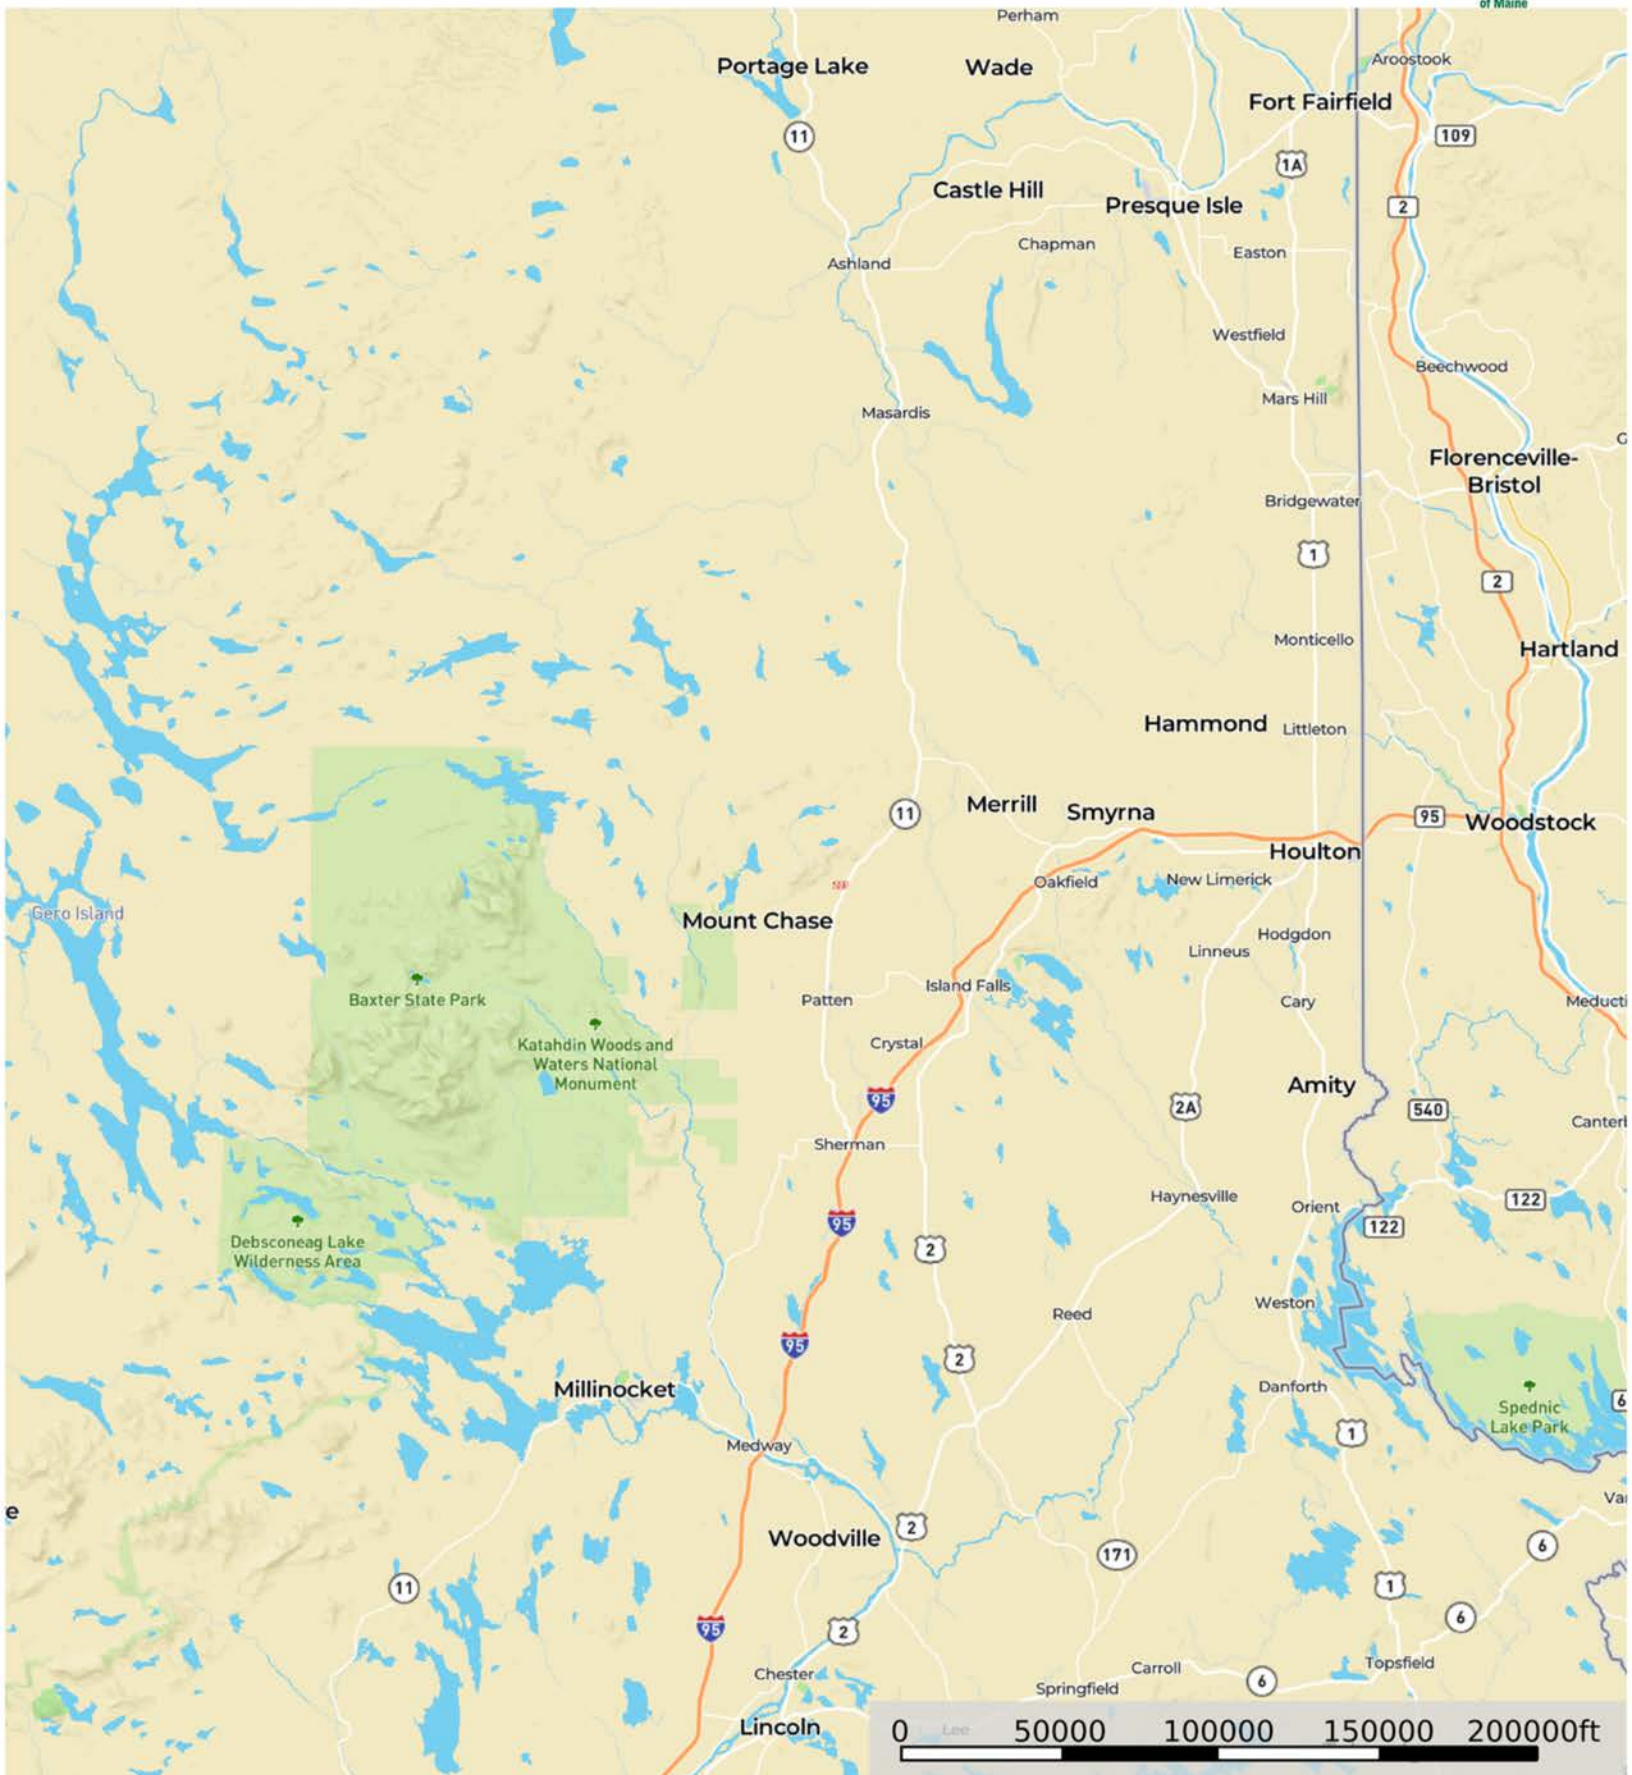 of Maine
Perham
Portage Lake
Wade
Aroostook
Fort Fairfield
11
109
1A
Castle Hill
Presque Isle
2
Chapman
Easton
Ashland
Westfield
Beechwood
Mars Hill
Masardis
G
Florenceville-
Bristol
Bridgewater
1
2
Monticello
Hartland
Hammond
Littleton
11
Merrill
Smyrna
95
Woodstock
Houlton
Oakfield
New Limerick
Gero Island
Mount Chase
Hodgdon
Linneus
Island Falls
Baxter State Park
Patten
Cary
Meducti
Katahdin Woods and
Waters National
Monument
Crystal
Amity
95
2A
540
Canter
Sherman
Haynesville
122
Orient
122
95
Debsconeag Lake
Wilderness Area
2
Weston
Reed
95
2
Millinocket
Danforth
6
Spednic
Lake Park
1
Medway
Va
e
2
Woodville
6
171
11
1
6
95
2
Topsfield
Carroll
Chester
6
Springfield
Lincoln
Lee
0 50000 100000 150000 200000ft